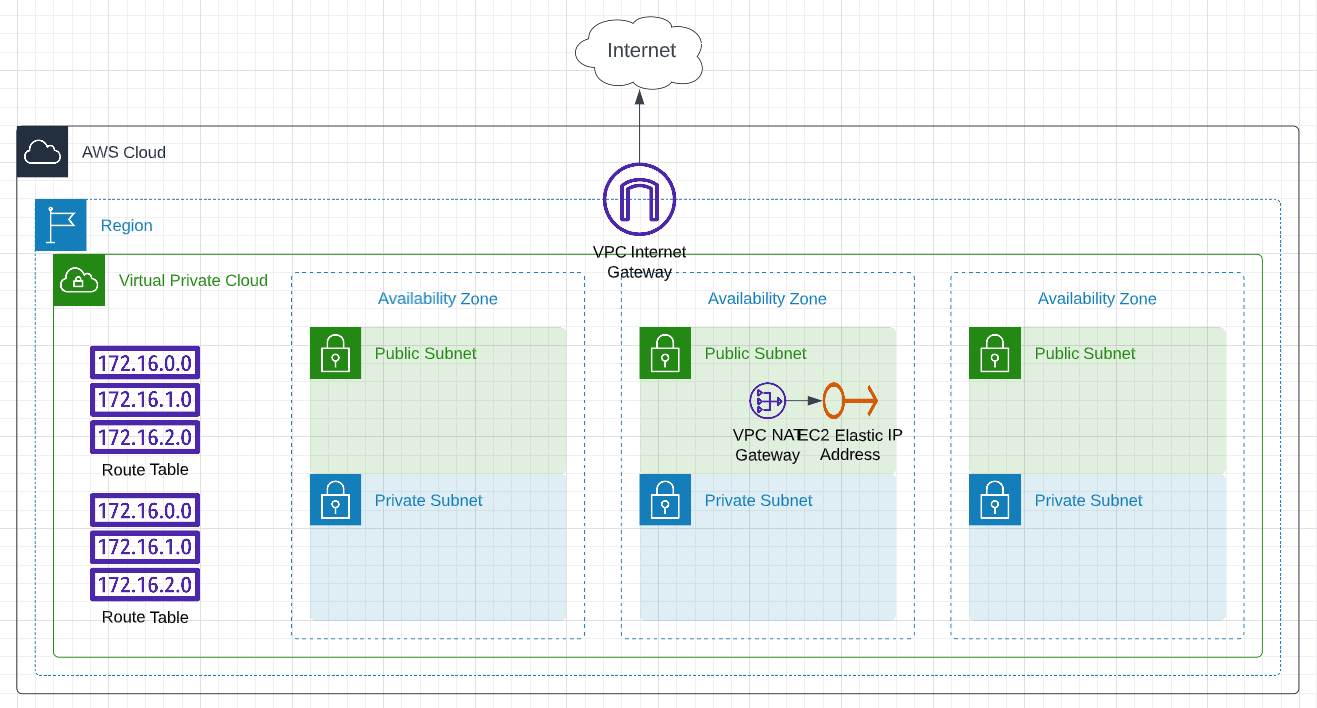 Internet
AWS Cloud
Region
VPC Internet
Gateway
Virtual Private Cloud
Availability Zone
Availability Zone
Availability Zone
172.16.0.0
172.16.1.0
172.16.2.0
Route Table
Public Subnet
Public Subnet
Public Subnet
VPC NAT
Gateway
EC2 Elastic IP
Address
172.16.0.0
172.16.1.0
172.16.2.0
Route Table
Private Subnet
Private Subnet
Private Subnet